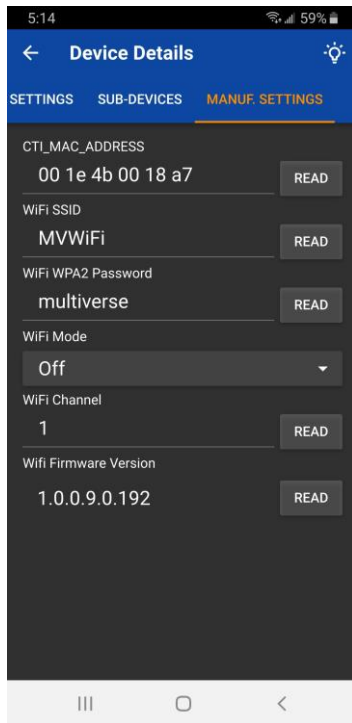 5:14 59%
Device Details
SETTINGS SUB-DEVICES MANUF. SETTINGS
CTI_MAC_ADDRESS
00 1e 4b 00 18 a7 READ
WiFi SSID
MVWiFi READ
WiFi WPA2 Password
multiverse READ
WiFi Mode
Off
WiFi Channel
1 READ
Wifi Firmware Version
1.0.0.9.0.192 READ